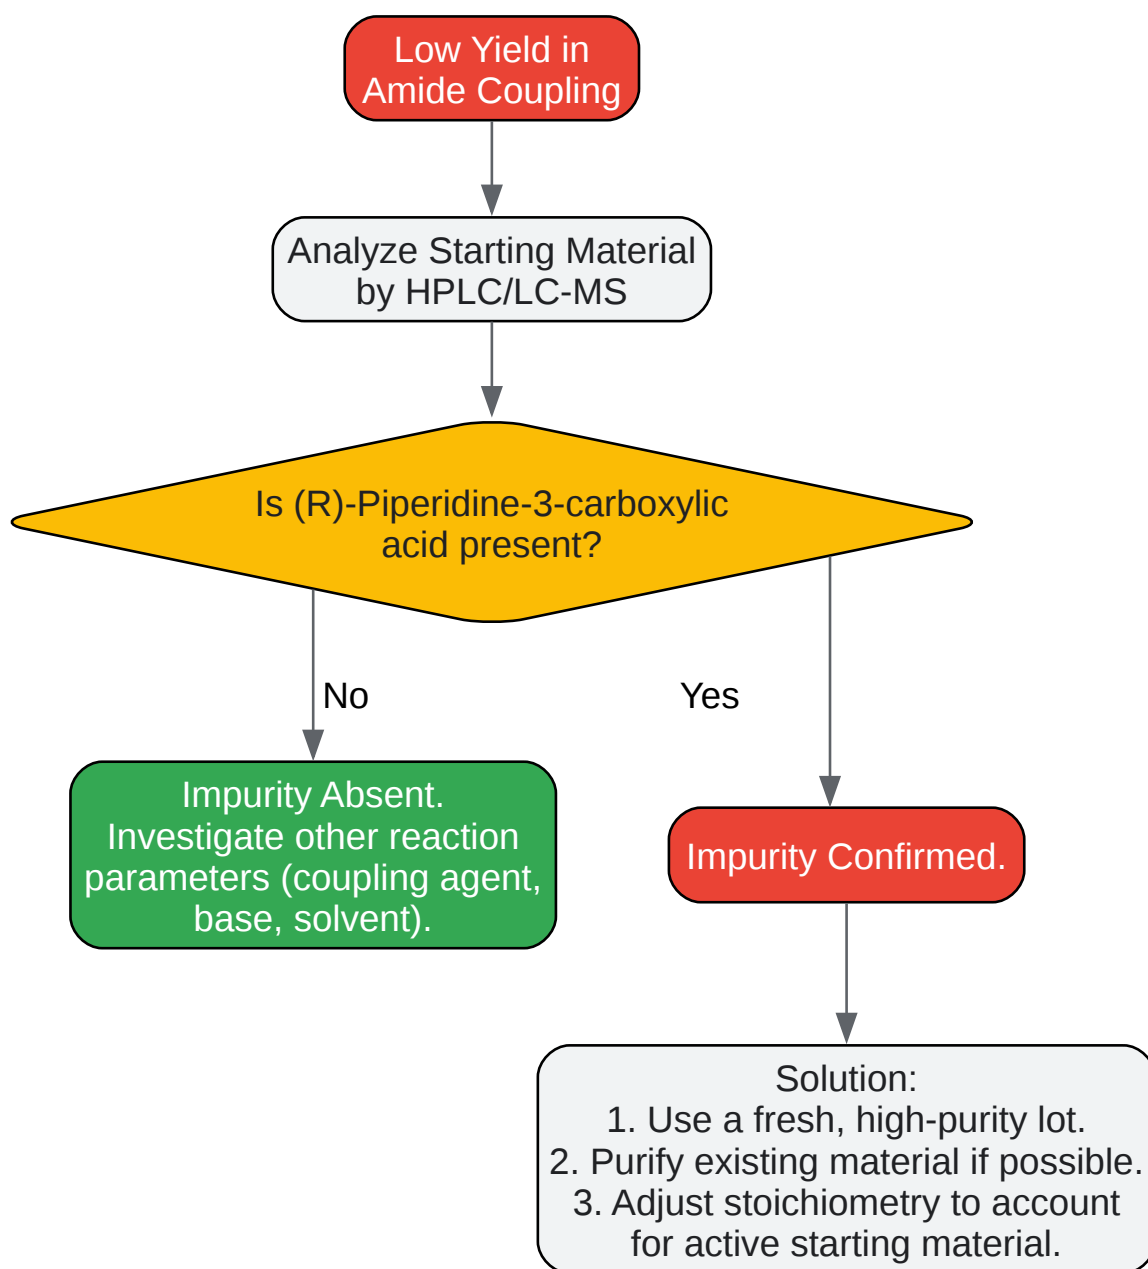 Low Yield in
Amide Coupling
Analyze Starting Material
by HPLC/LC-MS
Is (R)-Piperidine-3-carboxylic
acid present?
No
Yes
Impurity Absent.
Investigate other reaction
parameters (coupling agent,
base, solvent).
Impurity Confirmed.
Solution:
1. Use a fresh, high-purity lot.
2. Purify existing material if possible.
3. Adjust stoichiometry to account
for active starting material.